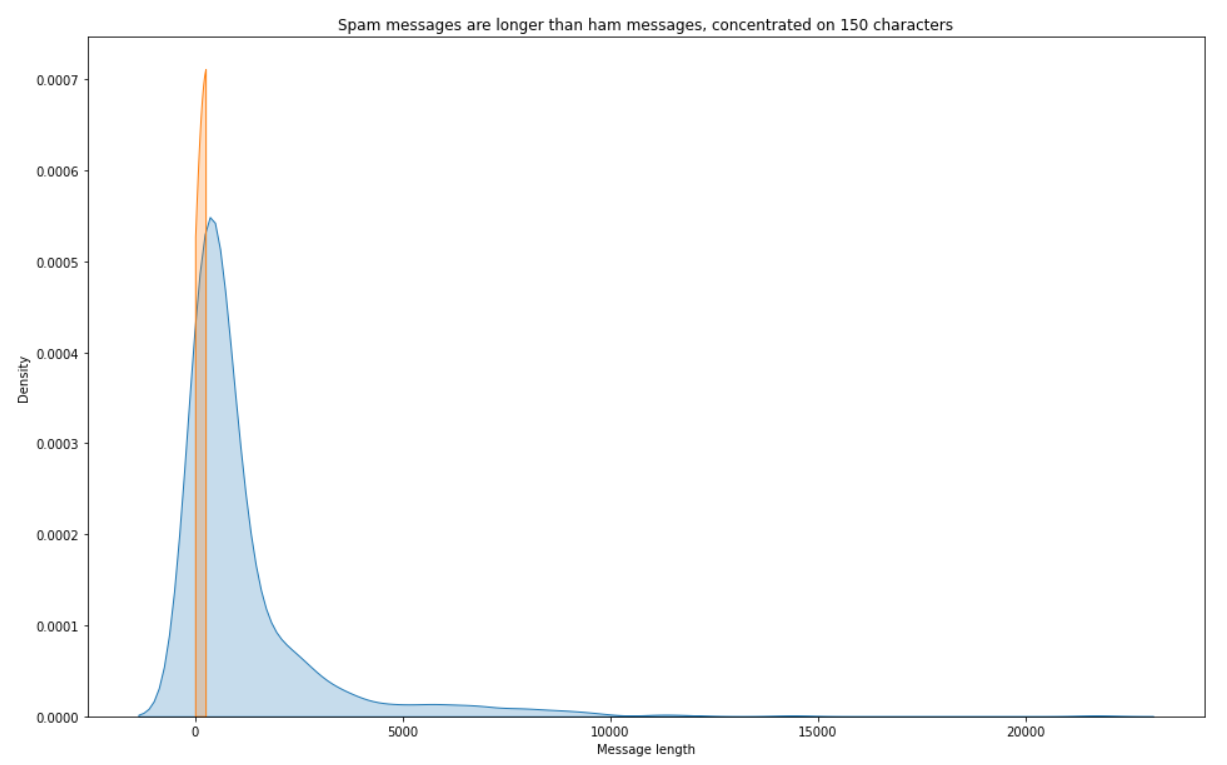 Spam messages are longer than ham messages, concentrated on 150 characters
0.0007
0.0006
0.0005
0.0004
0.0003
0.0002
0.0001
0.0000
Density
0 5000 10000 15000 20000
Message length